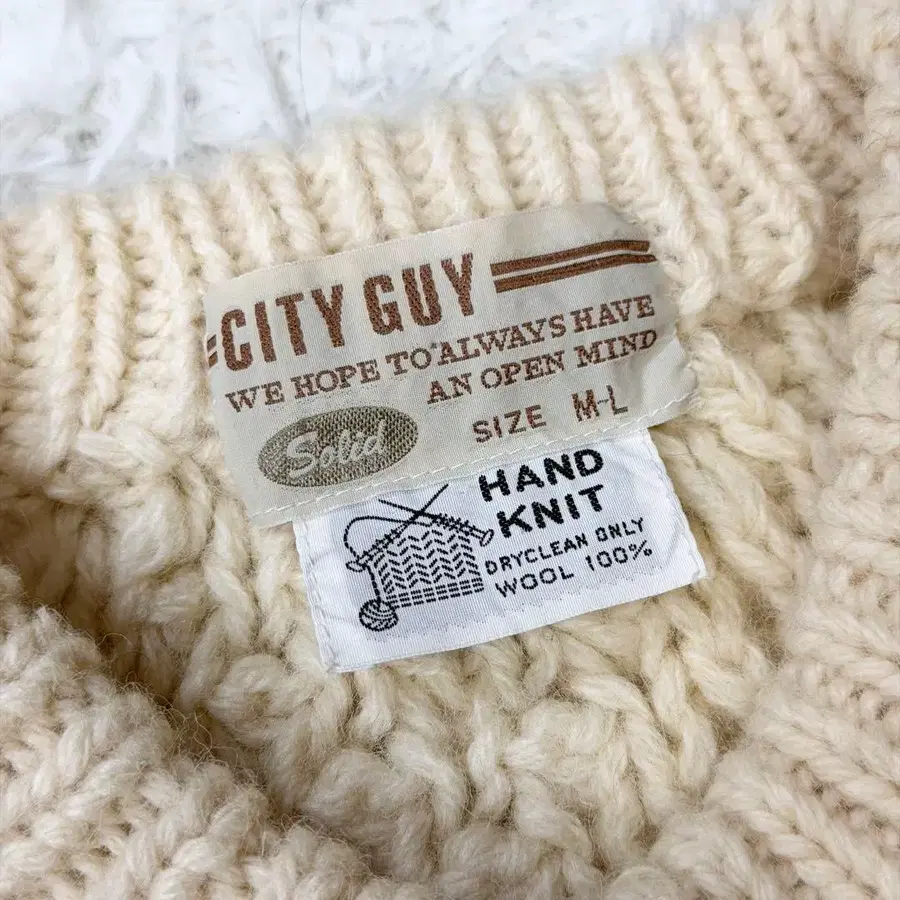 CITY GUY
WE HOPE TO ALWAYS HAVE
AN OPEN MIND
Solid
SIZE M-L
HAND
KNIT
DRYCLEAN ONLY
WOOL 100%